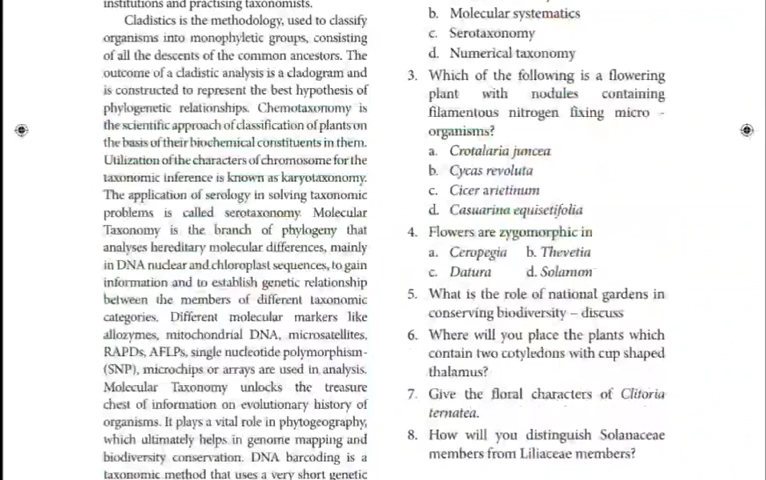 institutions and practising taxonomists.
Cladistics is the methodology, used to classify
organisms into monophyletic groups, consisting
of all the descents of the common ancestors. The
outcome of a cladistic analysis is a cladogram and
is constructed to represent the best hypothesis of
phylogenetic relationships. Chemotaxonomy is
the scientific approach of classification of plants on
the basis of their biochemical constituents in them.
Utilization of the characters of chromosome for the
taxonomic inference is known as karyotaxonomy.
The application of serology in solving taxonomic
problems is called serotaxonomy. Molecular
Taxonomy is the branch of phylogeny that
analyses hereditary molecular differences, mainly
in DNA nuclear and chloroplast sequences, to gain
information and to establish genetic relationship
between the members of different taxonomic
categories. Different molecular markers like
allozymes, mitochondrial DNA, microsatellites,
RAPDs, AFLPs, single nucleotide polymorphism-
(SNP), microchips or arrays are used in analysis.
Molecular Taxonomy unlocks the treasure
chest of information on evolutionary history of
organisms. It plays a vital role in phytogeography,
which ultimately helps in genome mapping and
biodiversity conservation. DNA barcoding is a
taxonomic method that uses a very short genetic
b. Molecular systematics
c. Serotaxonomy
d. Numerical taxonomy
3. Which of the following is a flowering
plant with nodules containing
filamentous nitrogen fixing micro -
organisms?
a. Crotalaria juncea
b. Cycas revoluta
c. Cicer arietinum
d. Casuarina equisetifolia
4. Flowers are zygomorphic in
a. Ceropegia b. Thevetia
c. Datura d. Solanum
5. What is the role of national gardens in
conserving biodiversity – discuss
6. Where will you place the plants which
contain two cotyledons with cup shaped
thalamus?
7. Give the floral characters of Clitoria
ternatea.
8. How will you distinguish Solanaceae
members from Liliaceae members?